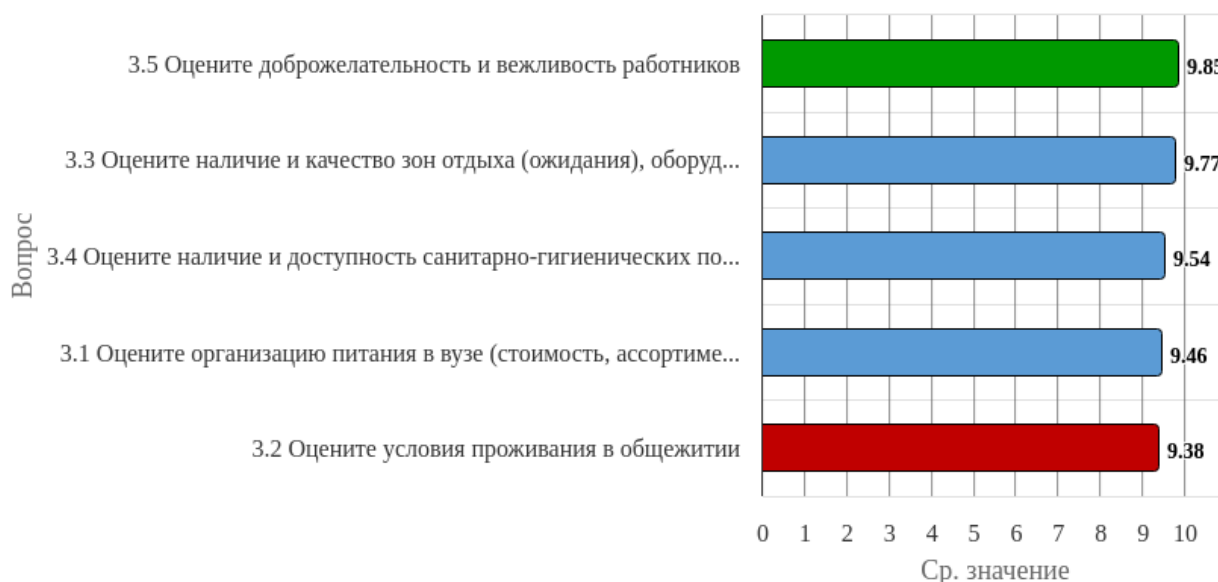 3.5 Оцените доброжелательность и вежливость работников
9.85
3.3 Оцените наличие и качество зон отдыха (ожидания), оборуд...
9.77
3.4 Оцените наличие и доступность санитарно-гигиенических по...
9.54
3.1 Оцените организацию питания в вузе (стоимость, ассортиме...
9.46
3.2 Оцените условия проживания в общежитии
9.38
Вопрос
0 1 2 3 4 5 6 7 8 9 10
Ср. значение